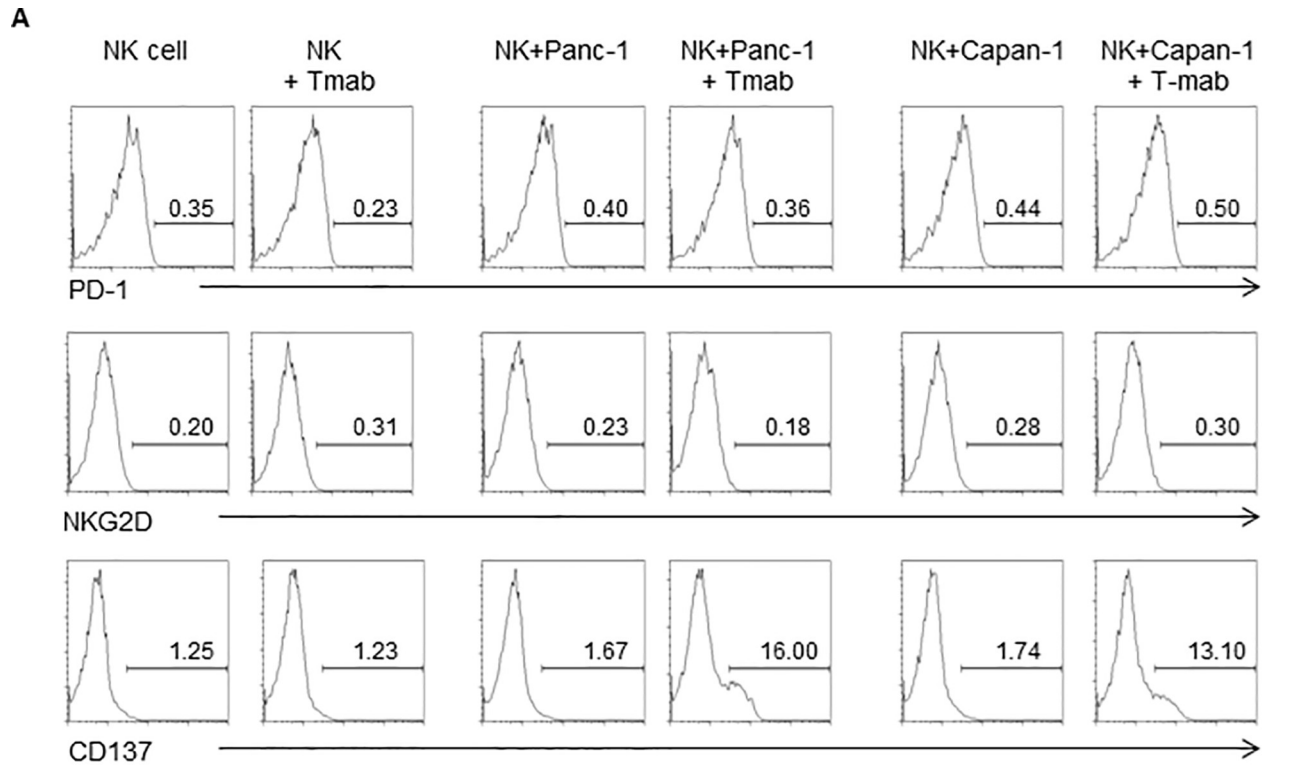 A
NK cell
NK
+ Tmab
NK+Panc-1
NK+Panc-1
+ Tmab
NK+Capan-1
NK+Capan-1
+ T-mab
0.35
0.23
0.40
0.36
0.44
0.50
PD-1
0.20
0.31
0.23
0.18
0.28
0.30
NKG2D
1.25
1.23
1.67
16.00
1.74
13.10
CD137